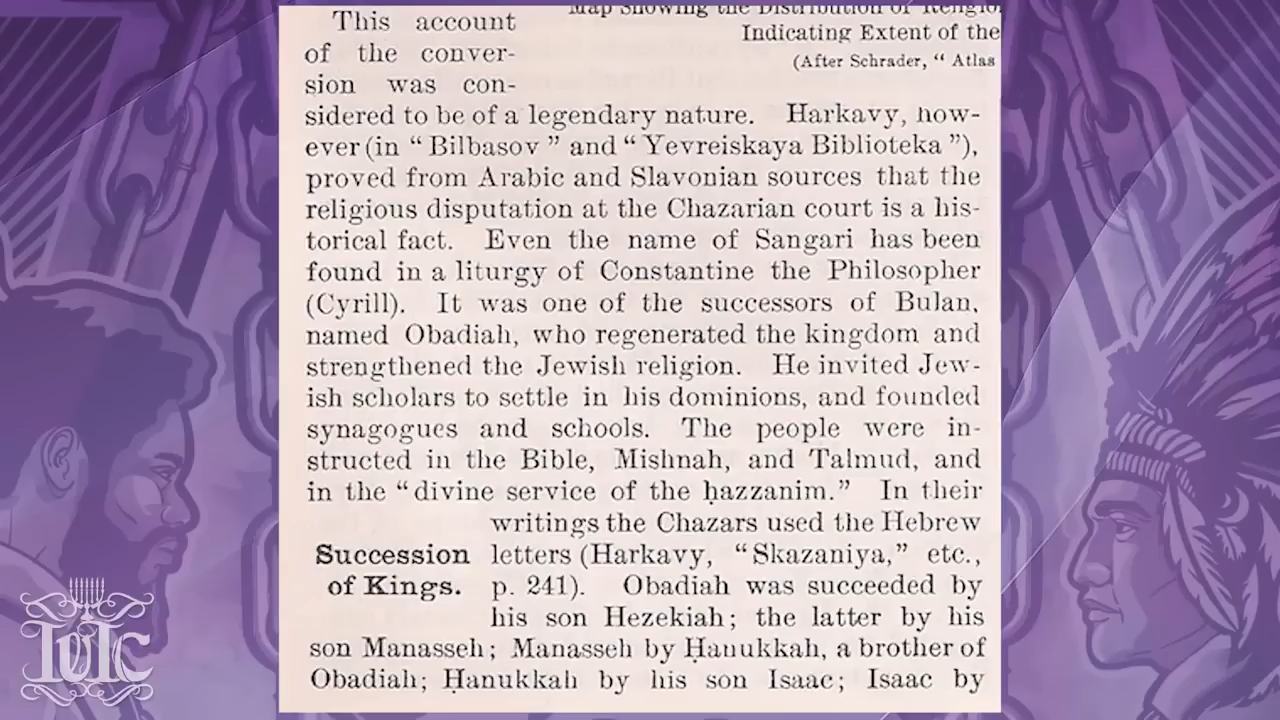 Map Showing the Distribution of Religio
Indicating Extent of the
(After Schrader, “ Atlas
This account
of the conver-
sion was con-
sidered to be of a legendary nature. Harkavy, how-
ever (in “ Bilbasov ” and “ Yevreiskaya Biblioteka ”),
proved from Arabic and Slavonian sources that the
religious disputation at the Chazarian court is a his-
torical fact. Even the name of Sangari has been
found in a liturgy of Constantine the Philosopher
(Cyrill). It was one of the successors of Bulan,
named Obadiah, who regenerated the kingdom and
strengthened the Jewish religion. He invited Jew-
ish scholars to settle in his dominions, and founded
synagogues and schools. The people were in-
structed in the Bible, Mishnah, and Talmud, and
in the “divine service of the ḥazzanim.” In their
writings the Chazars used the Hebrew
Succession
of Kings.
letters (Harkavy, “Skazaniya,” etc.,
p. 241). Obadiah was succeeded by
his son Hezekiah; the latter by his
son Manasseh; Manasseh by Ḥanukkah, a brother of
Obadiah; Ḥanukkah by his son Isaac; Isaac by
IUIC